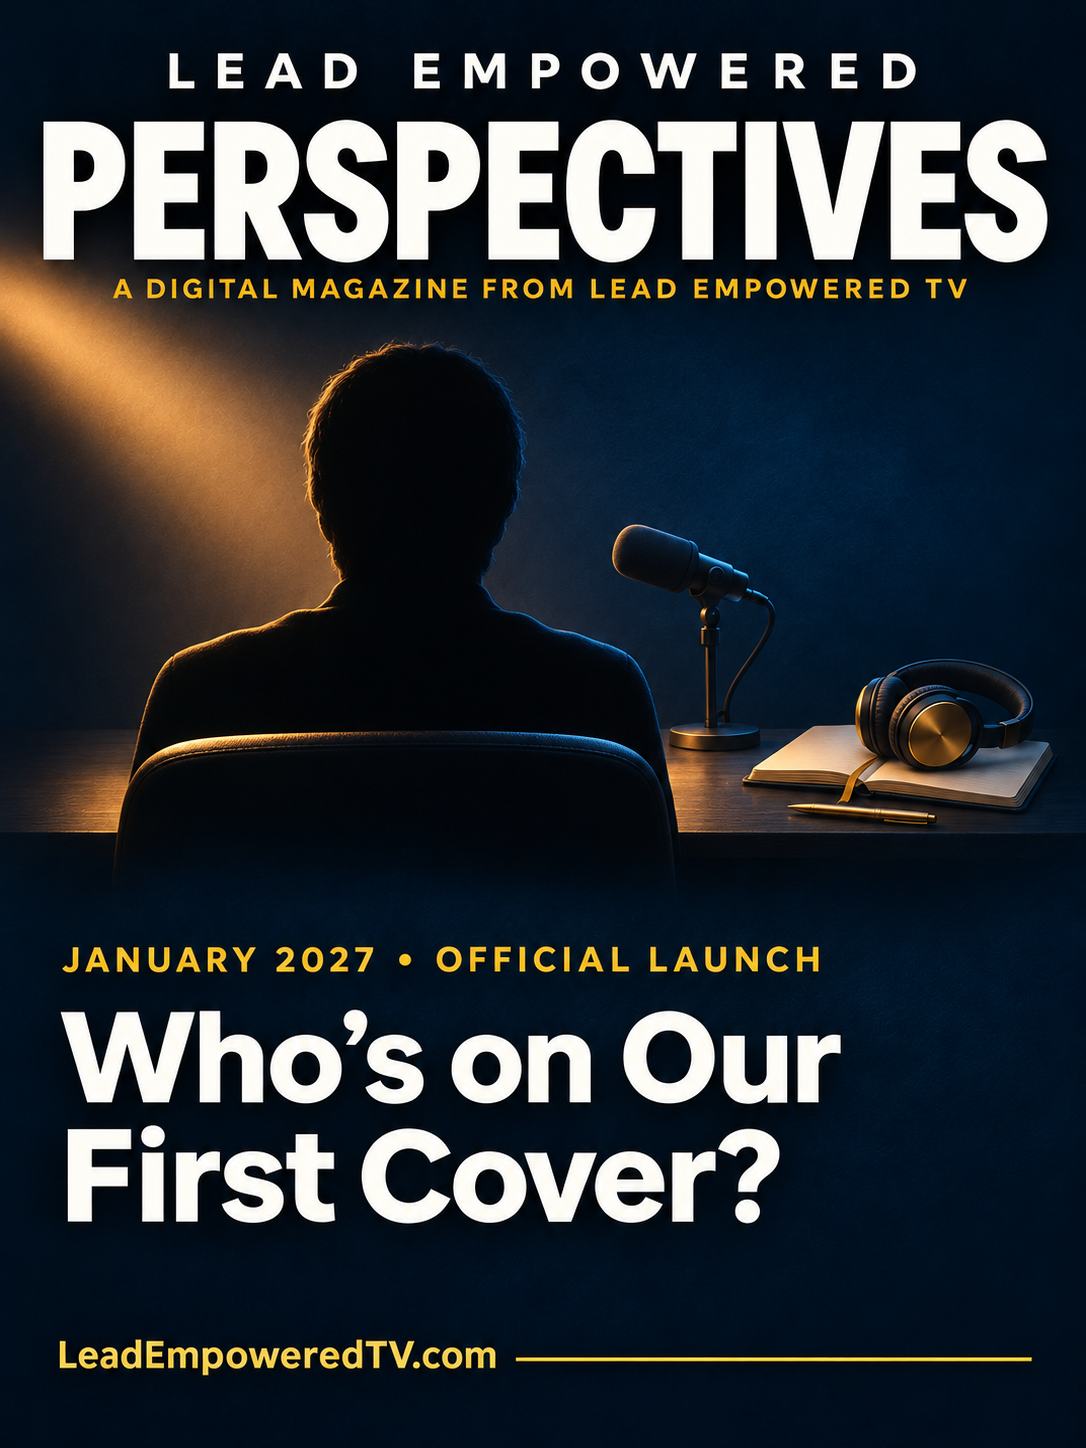 LEAD EMPOWERED
PERSPECTIVES
A DIGITAL MAGAZINE FROM LEAD EMPOWERED TV
JANUARY 2027 • OFFICIAL LAUNCH
Who’s on Our
First Cover?
LeadEmpoweredTV.com